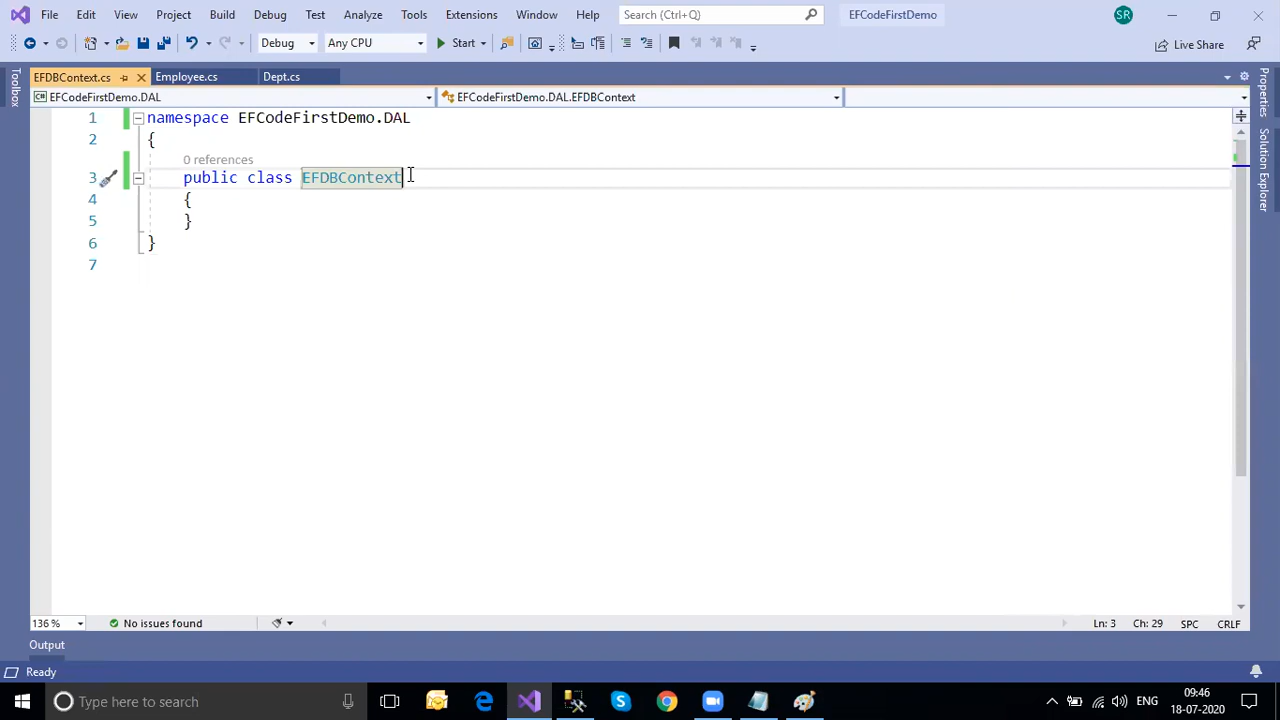 File Edit View Project Build Debug Test Analyze Tools Extensions Window Help Search (Ctrl+Q) EFCodeFirstDemo SR
Debug Any CPU Start Live Share
EFDBContext.cs Employee.cs Dept.cs
EFCodeFirstDemo.DAL EFCodeFirstDemo.DAL.EFDBContext
Toolbox
Properties
Solution Explorer
1 namespace EFCodeFirstDemo.DAL
2 {
0 references
3 public class EFDBContext
4 {
5 }
6 }
7
136 % No issues found Ln: 3 Ch: 29 SPC CRLF
Output
Ready
Type here to search ENG 09:46
18-07-2020